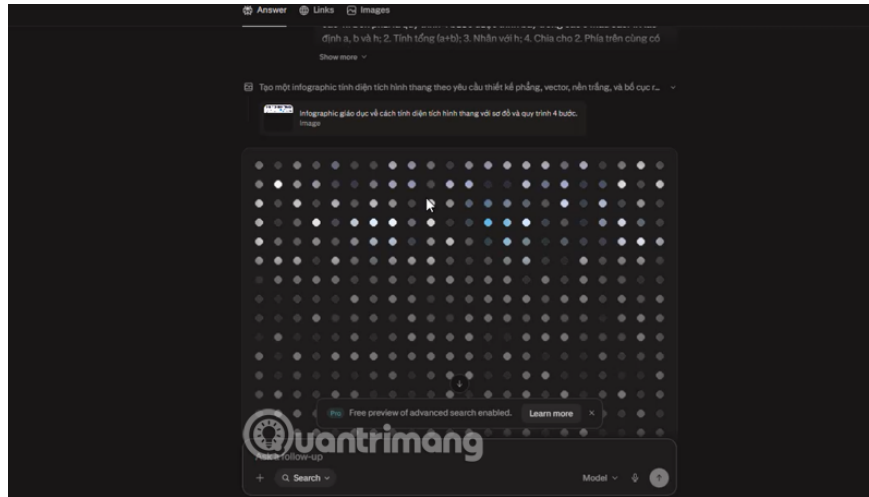 Answer Links Images
định a, b và h; 2. Tính tổng (a+b); 3. Nhân với h; 4. Chia cho 2. Phía trên cùng có
Show more
Tạo một infographic tính diện tích hình thang theo yêu cầu thiết kế phẳng, vector, nền trắng, và bố cục r...
Infographic giáo dục về cách tính diện tích hình thang với sơ đồ và quy trình 4 bước.
Image
Pro Free preview of advanced search enabled. Learn more
Quantrimang
Ask a follow-up
Search Model